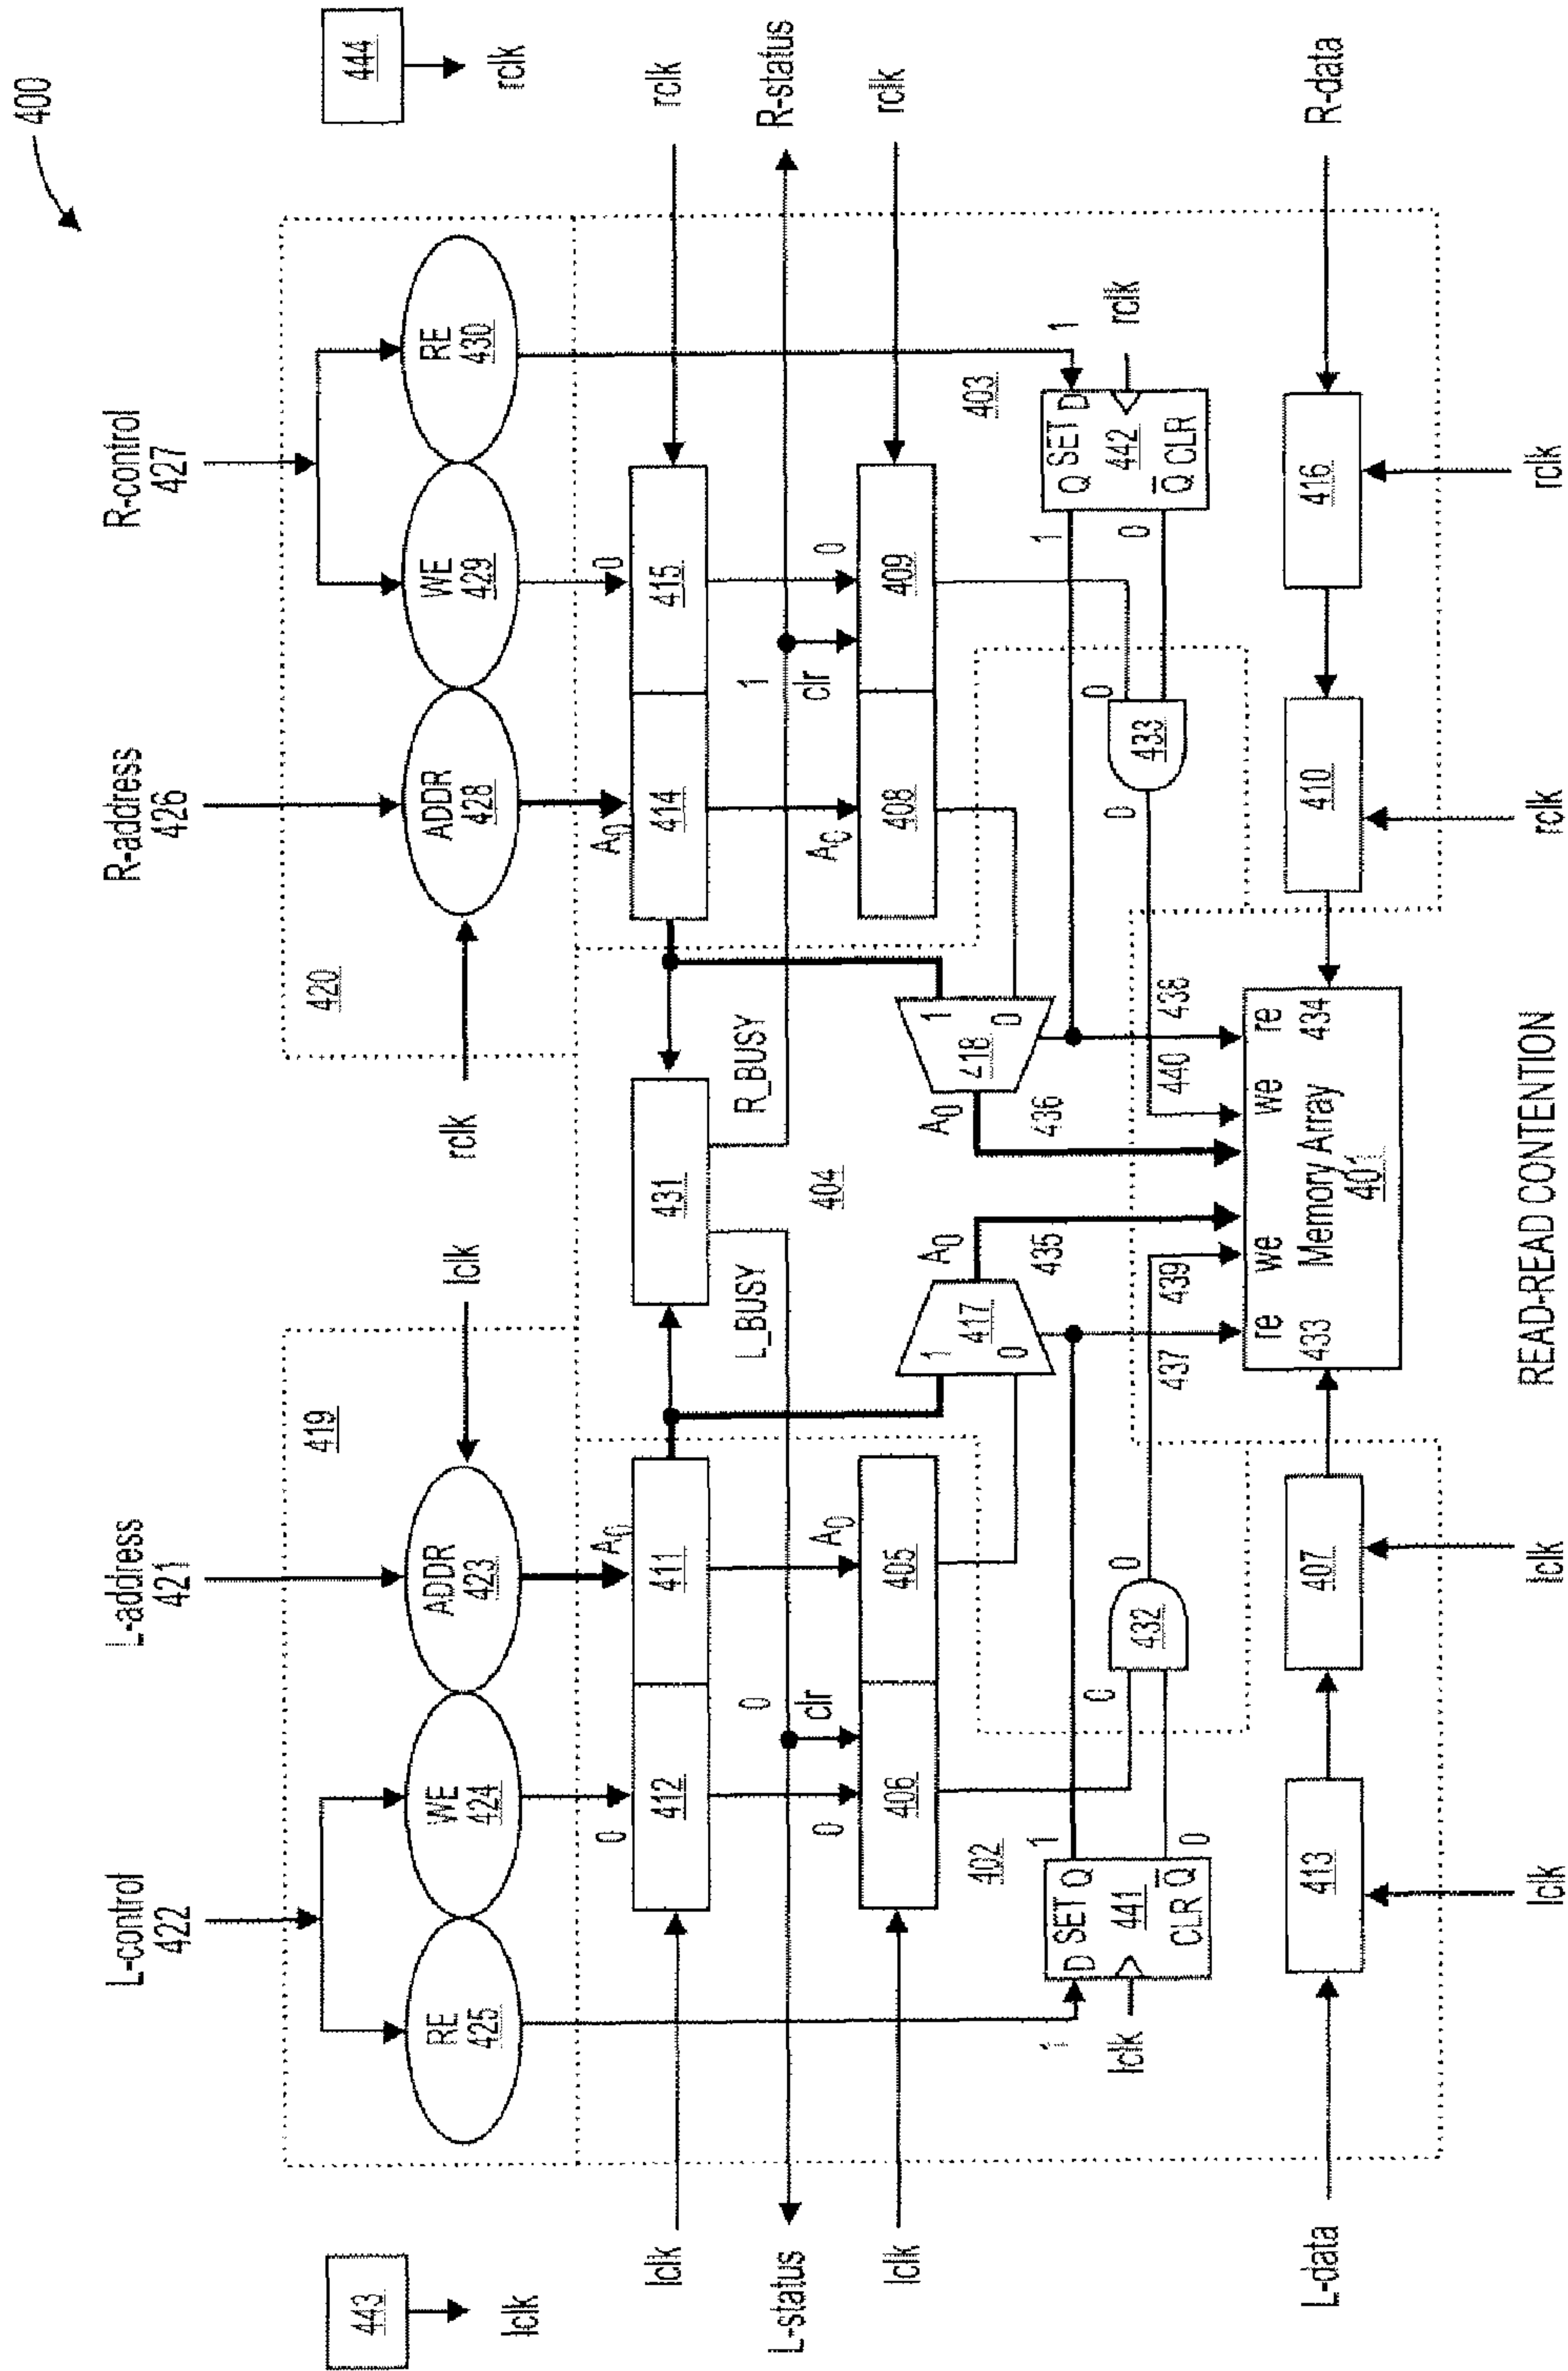 400
444
rclk
443
lclk
L-control
422
L-address
421
R-address
426
R-control
427
419
420
RE
425
WE
424
ADDR
423
lclk
rclk
ADDR
428
WE
429
RE
430
0
A0
A0
0
lclk
412
411
431
414
415
rclk
L_BUSY
R_BUSY
0
1
L-status
R-status
clr
clr
0
A0
404
A0
0
lclk
406
405
408
409
rclk
402
403
1
0
417
1
0
418
A0
A0
435
436
1
1
1
1
D SET Q
441
CLR Q
lclk
Q SET D
442
Q CLR
rclk
0
0
0
0
432
433
0
0
437
439
440
438
re
we
we
re
433
434
Memory Array
401
L-data
413
407
410
416
R-data
lclk
lclk
rclk
rclk
READ-READ CONTENTION